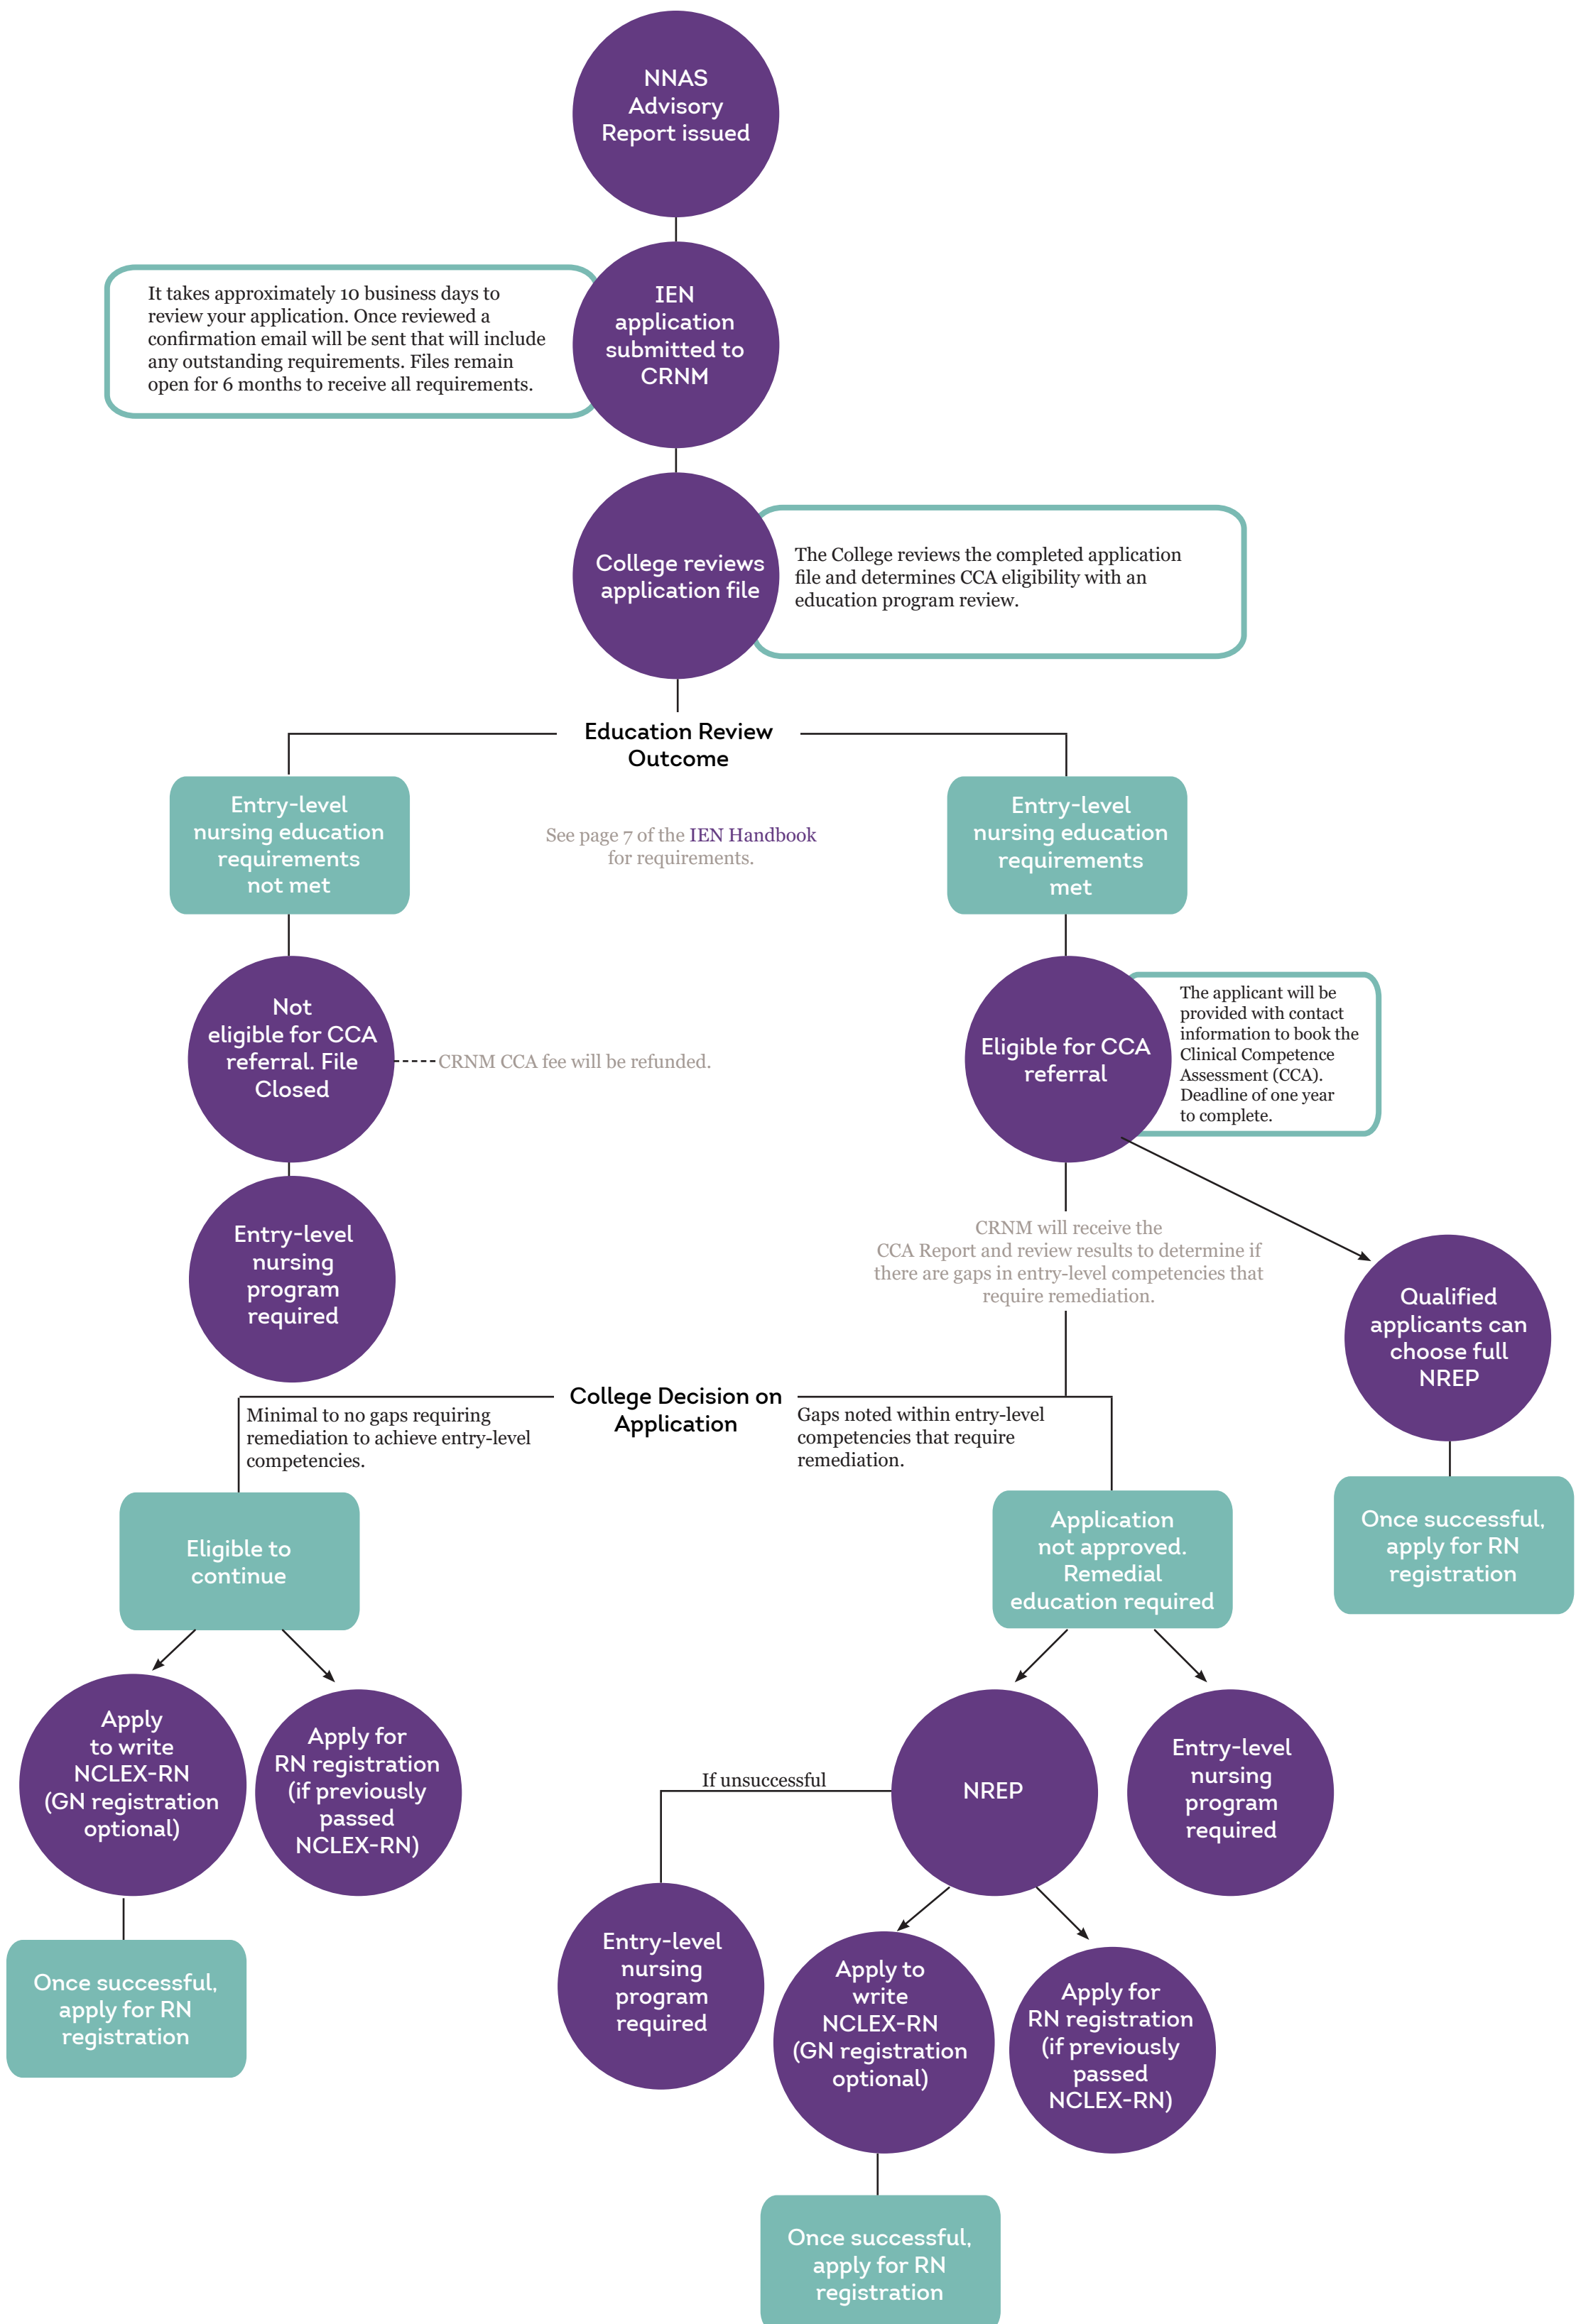 NNAS
Advisory
Report issued
It takes approximately 10 business days to
review your application. Once reviewed a
confirmation email will be sent that will include
any outstanding requirements. Files remain
open for 6 months to receive all requirements.
IEN
application
submitted to
CRNM
College reviews
application file
The College reviews the completed application
file and determines CCA eligibility with an
education program review.
Education Review
Outcome
Entry-level
nursing education
requirements
not met
See page 7 of the IEN Handbook
for requirements.
Entry-level
nursing education
requirements
met
Not
eligible for CCA
referral. File
Closed
CRNM CCA fee will be refunded.
Eligible for CCA
referral
The applicant will be
provided with contact
information to book the
Clinical Competence
Assessment (CCA).
Deadline of one year
to complete.
Entry-level
nursing
program
required
CRNM will receive the
CCA Report and review results to determine if
there are gaps in entry-level competencies that
require remediation.
Qualified
applicants can
choose full
NREP
College Decision on
Application
Minimal to no gaps requiring
remediation to achieve entry-level
competencies.
Gaps noted within entry-level
competencies that require
remediation.
Eligible to
continue
Application
not approved.
Remedial
education required
Once successful,
apply for RN
registration
Apply
to write
NCLEX-RN
(GN registration
optional)
Apply for
RN registration
(if previously
passed
NCLEX-RN)
If unsuccessful
NREP
Entry-level
nursing
program
required
Once successful,
apply for RN
registration
Entry-level
nursing
program
required
Apply to
write
NCLEX-RN
(GN registration
optional)
Apply for
RN registration
(if previously
passed
NCLEX-RN)
Once successful,
apply for RN
registration